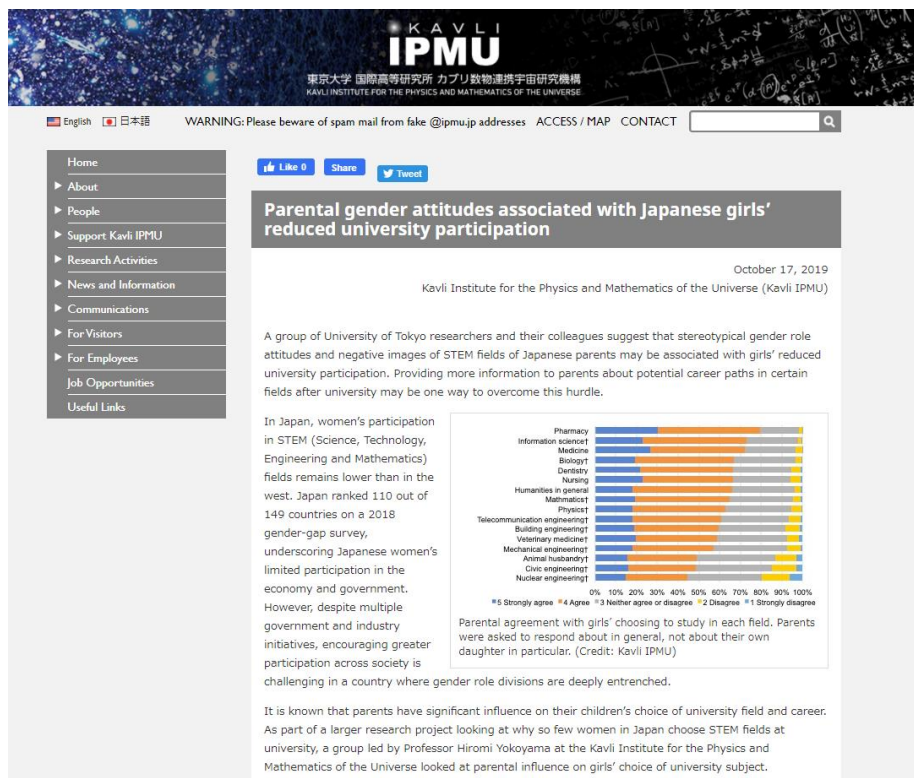 KAVLI
IPMU
東京大学 国際高等研究所 カブリ数物連携宇宙研究機構
KAVLI INSTITUTE FOR THE PHYSICS AND MATHEMATICS OF THE UNIVERSE
English 日本語 WARNING: Please beware of spam mail from fake @ipmu.jp addresses ACCESS / MAP CONTACT
Home
About
People
Support Kavli IPMU
Research Activities
News and Information
Communications
For Visitors
For Employees
Job Opportunities
Useful Links
Like 0 Share Tweet
Parental gender attitudes associated with Japanese girls’
reduced university participation
October 17, 2019
Kavli Institute for the Physics and Mathematics of the Universe (Kavli IPMU)
A group of University of Tokyo researchers and their colleagues suggest that stereotypical gender role
attitudes and negative images of STEM fields of Japanese parents may be associated with girls’ reduced
university participation. Providing more information to parents about potential career paths in certain
fields after university may be one way to overcome this hurdle.
In Japan, women’s participation
in STEM (Science, Technology,
Engineering and Mathematics)
fields remains lower than in the
west. Japan ranked 110 out of
149 countries on a 2018
gender-gap survey,
underscoring Japanese women’s
limited participation in the
economy and government.
However, despite multiple
government and industry
initiatives, encouraging greater
participation across society is
challenging in a country where gender role divisions are deeply entrenched.
Pharmacy
Information science†
Medicine
Biology†
Dentistry
Nursing
Humanities in general
Mathmatics†
Physics†
Telecommunication engineering†
Building engineering†
Veterinary medicine†
Mechanical engineering†
Animal husbandry†
Civic engineering†
Nuclear engineering†
0% 10% 20% 30% 40% 50% 60% 70% 80% 90% 100%
5 Strongly agree 4 Agree 3 Neither agree or disagree 2 Disagree 1 Strongly disagree
Parental agreement with girls’ choosing to study in each field. Parents
were asked to respond about in general, not about their own
daughter in particular. (Credit: Kavli IPMU)
It is known that parents have significant influence on their children’s choice of university field and career.
As part of a larger research project looking at why so few women in Japan choose STEM fields at
university, a group led by Professor Hiromi Yokoyama at the Kavli Institute for the Physics and
Mathematics of the Universe looked at parental influence on girls’ choice of university subject.